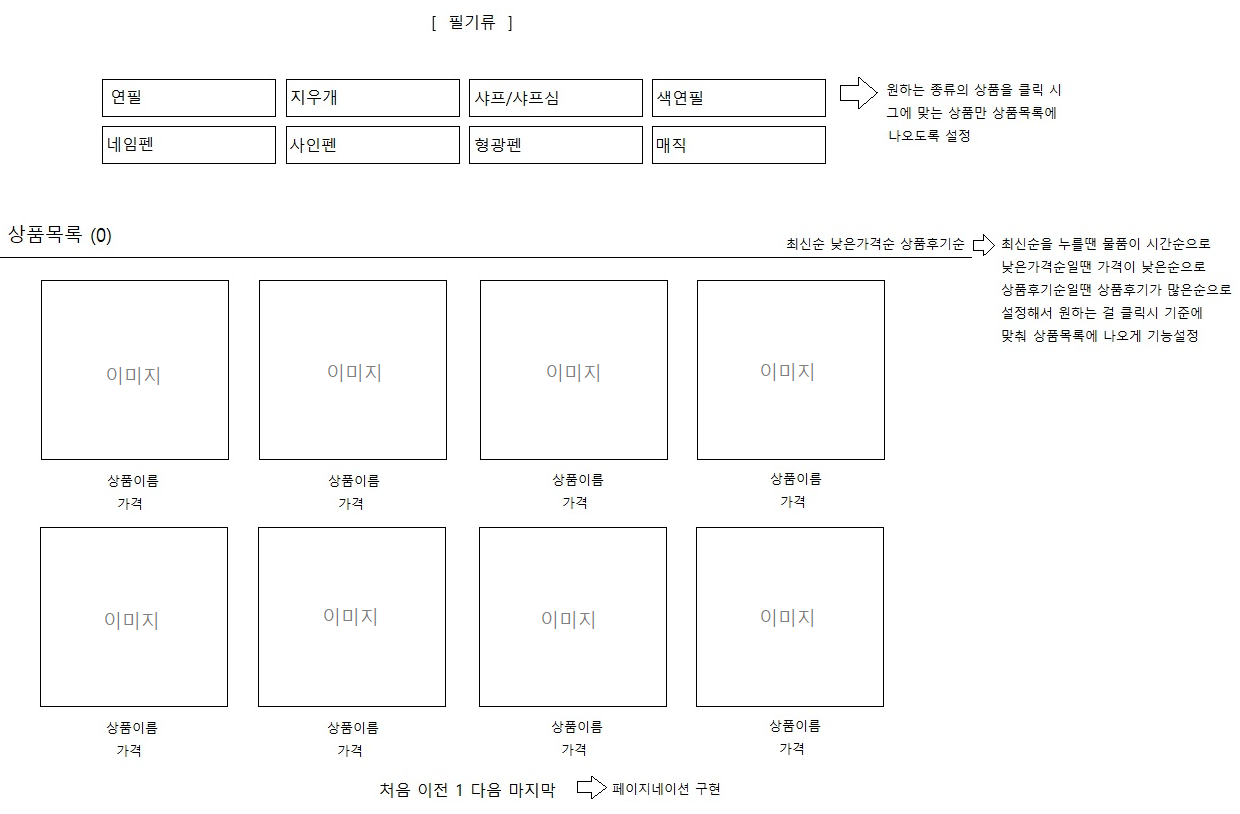 [ 필기류 ]
연필 지우개 샤프/샤프심 색연필
네임펜 사인펜 형광펜 매직
원하는 종류의 상품을 클릭 시
그에 맞는 상품만 상품목록에
나오도록 설정
상품목록 (0)
최신순 낮은가격순 상품후기순
최신순을 누를땐 물품이 시간순으로
낮은가격순일땐 가격이 낮은순으로
상품후기순일땐 상품후기가 많은순으로
설정해서 원하는 걸 클릭시 기준에
맞춰 상품목록에 나오게 기능설정
이미지 이미지 이미지 이미지
상품이름 상품이름 상품이름 상품이름
가격 가격 가격 가격
이미지 이미지 이미지 이미지
상품이름 상품이름 상품이름 상품이름
가격 가격 가격 가격
처음 이전 1 다음 마지막
페이지네이션 구현